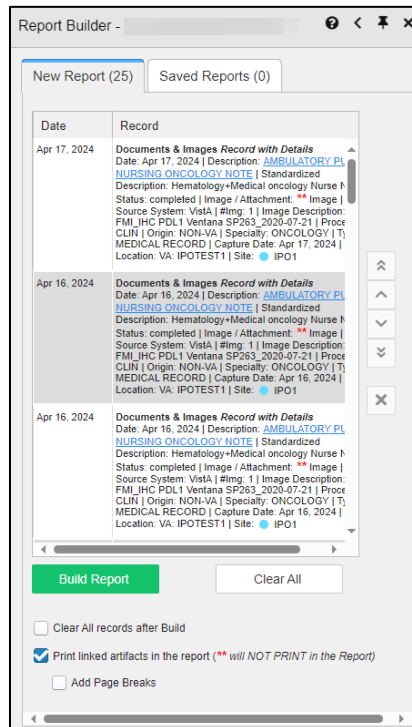 Report Builder -
New Report (25)
Saved Reports (0)
Date
Record
Apr 17, 2024
Documents & Images Record with Details
Date: Apr 17, 2024 | Description: AMBULATORY PU
NURSING ONCOLOGY NOTE | Standardized
Description: Hematology+Medical oncology Nurse N
Status: completed | Image / Attachment: ** Image |
Source System: VistA | #Img: 1 | Image Description:
FMI_IHC PDL1 Ventana SP263_2020-07-21 | Proce
CLIN | Origin: NON-VA | Specialty: ONCOLOGY | Ty
MEDICAL RECORD | Capture Date: Apr 17, 2024 |
Location: VA: IPOTEST1 | Site: IPO1
Apr 16, 2024
Documents & Images Record with Details
Date: Apr 16, 2024 | Description: AMBULATORY PU
NURSING ONCOLOGY NOTE | Standardized
Description: Hematology+Medical oncology Nurse N
Status: completed | Image / Attachment: ** Image |
Source System: VistA | #Img: 1 | Image Description:
FMI_IHC PDL1 Ventana SP263_2020-07-21 | Proce
CLIN | Origin: NON-VA | Specialty: ONCOLOGY | Ty
MEDICAL RECORD | Capture Date: Apr 16, 2024 |
Location: VA: IPOTEST1 | Site: IPO1
Apr 16, 2024
Documents & Images Record with Details
Date: Apr 16, 2024 | Description: AMBULATORY PU
NURSING ONCOLOGY NOTE | Standardized
Description: Hematology+Medical oncology Nurse N
Status: completed | Image / Attachment: ** Image |
Source System: VistA | #Img: 1 | Image Description:
FMI_IHC PDL1 Ventana SP263_2020-07-21 | Proce
CLIN | Origin: NON-VA | Specialty: ONCOLOGY | Ty
MEDICAL RECORD | Capture Date: Apr 16, 2024 |
Location: VA: IPOTEST1 | Site: IPO1
Build Report
Clear All
Clear All records after Build
Print linked artifacts in the report (** will NOT PRINT in the Report)
Add Page Breaks